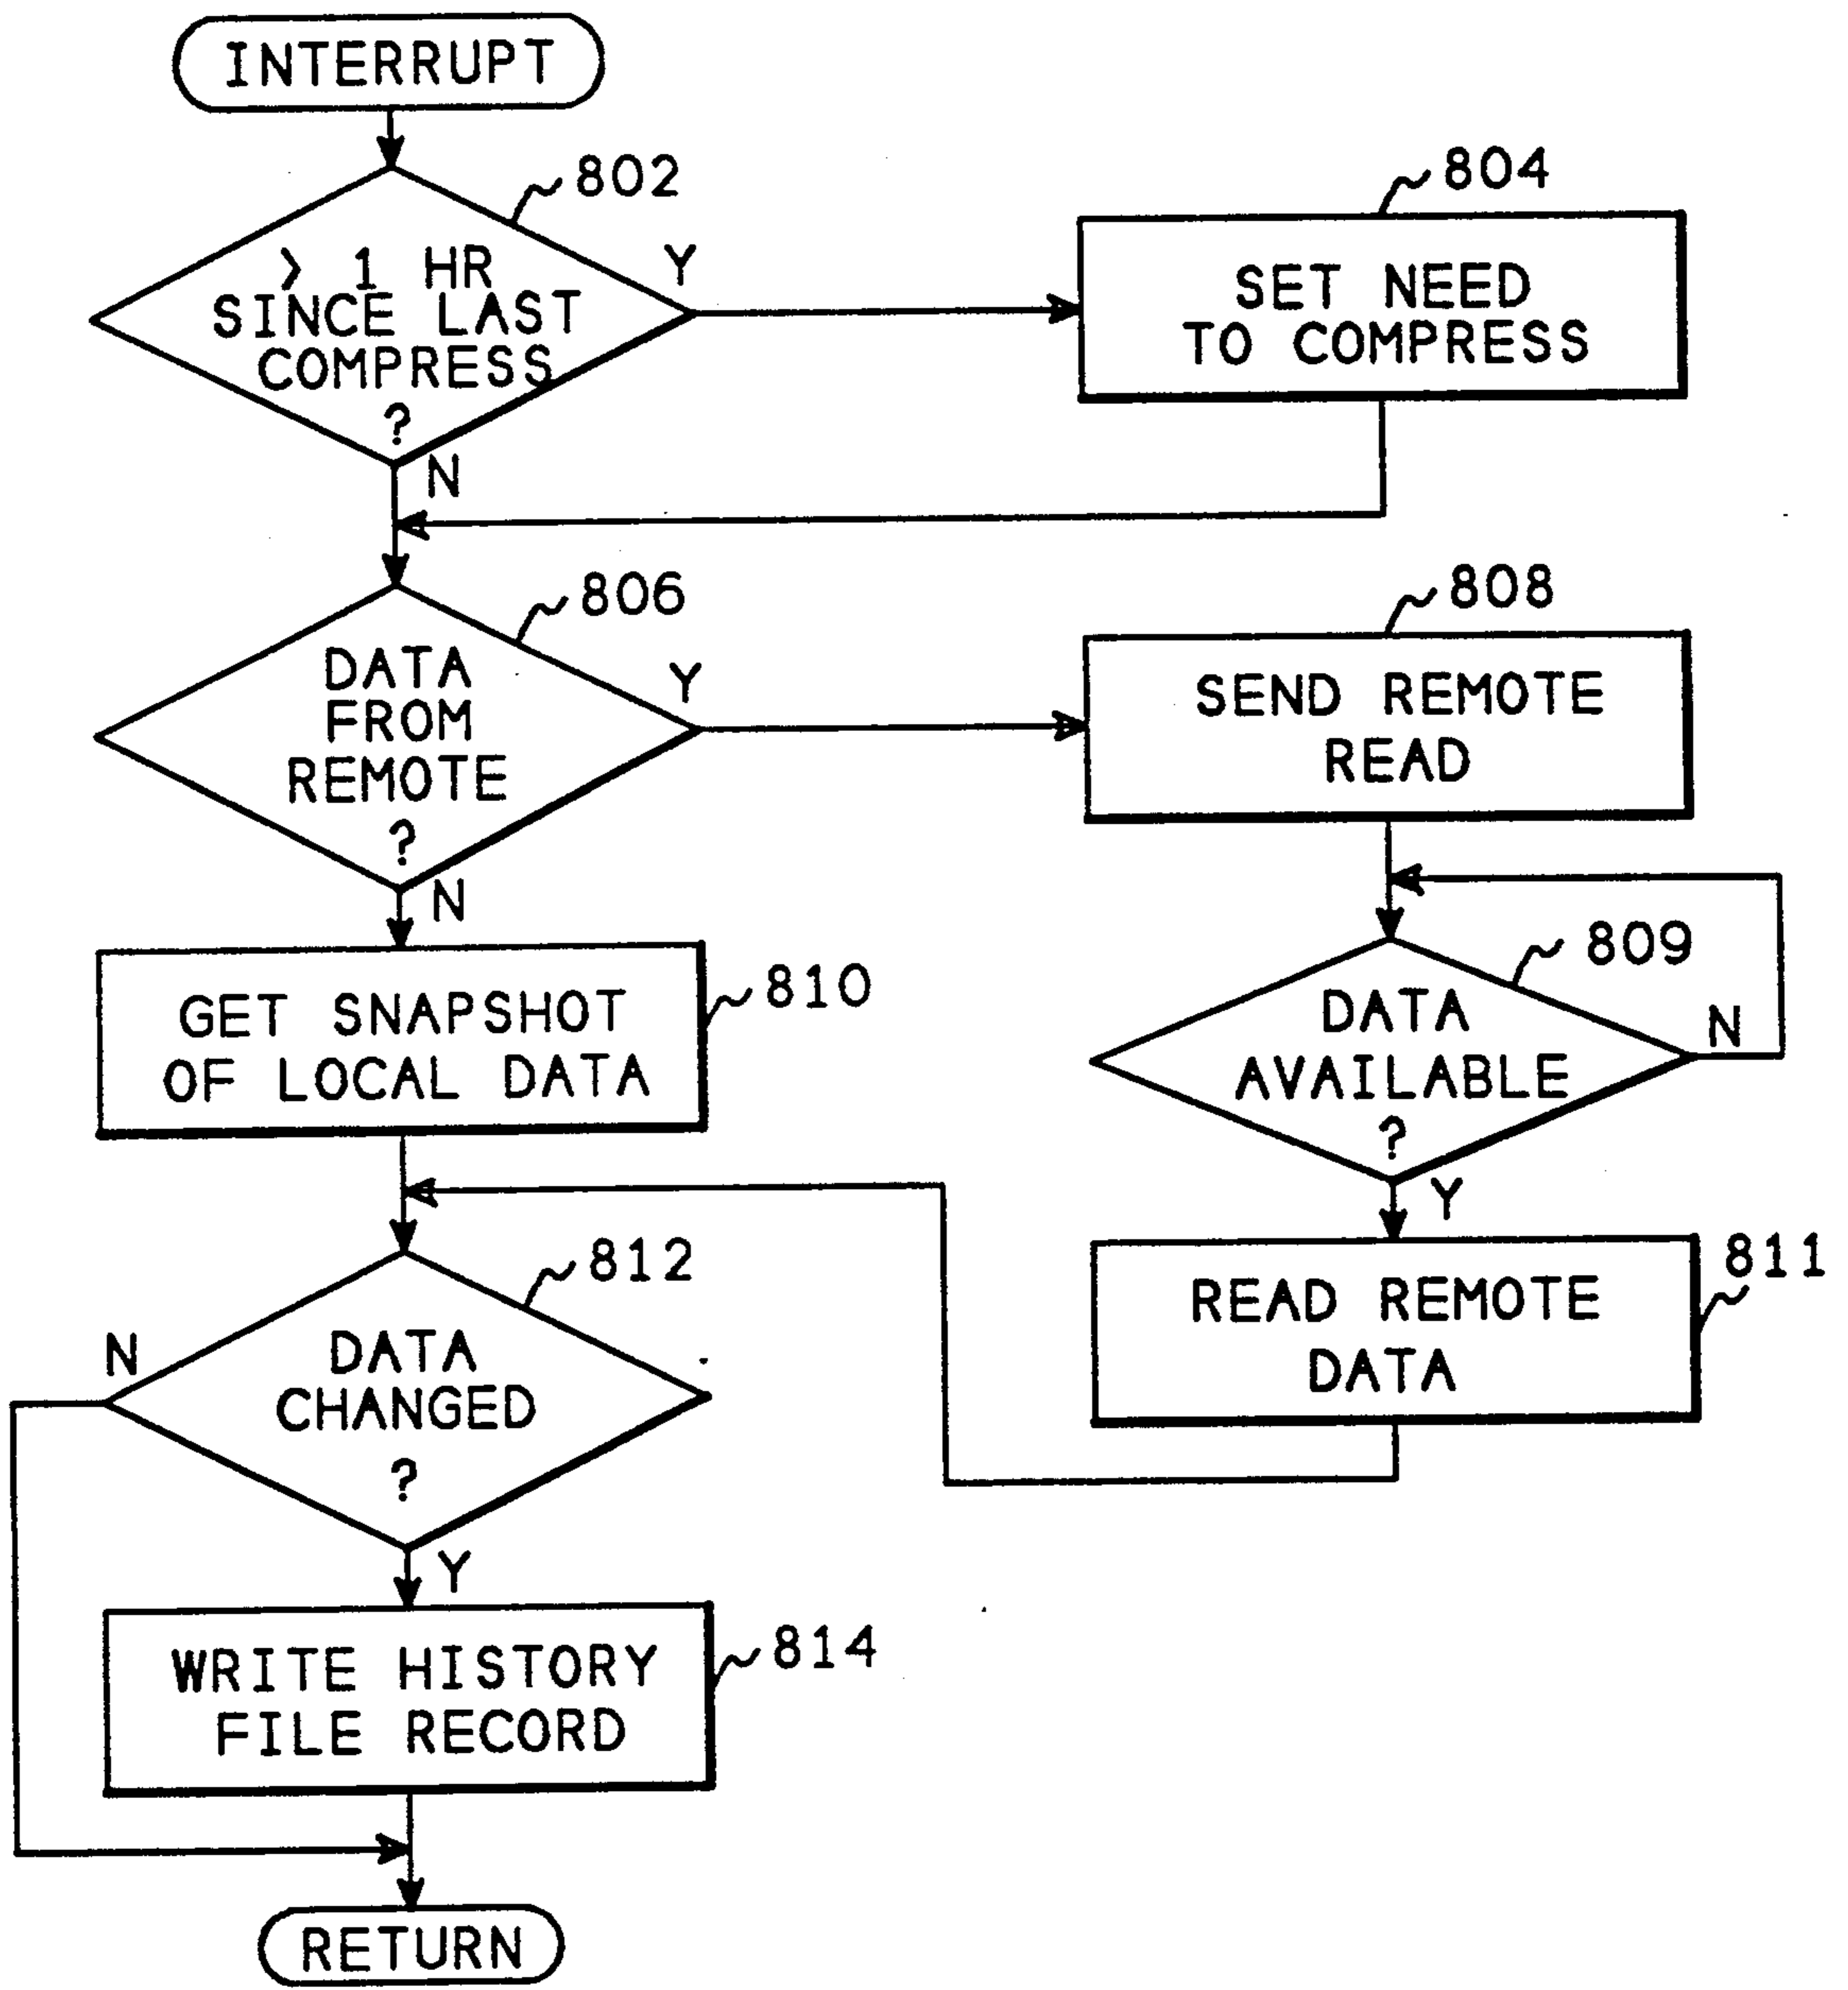 INTERRUPT
802
> 1 HR
SINCE LAST
COMPRESS
?
Y
N
804
SET NEED
TO COMPRESS
806
DATA
FROM
REMOTE
?
Y
N
808
SEND REMOTE
READ
809
DATA
AVAILABLE
?
N
Y
810
GET SNAPSHOT
OF LOCAL DATA
811
READ REMOTE
DATA
812
DATA
CHANGED
?
N
Y
814
WRITE HISTORY
FILE RECORD
RETURN